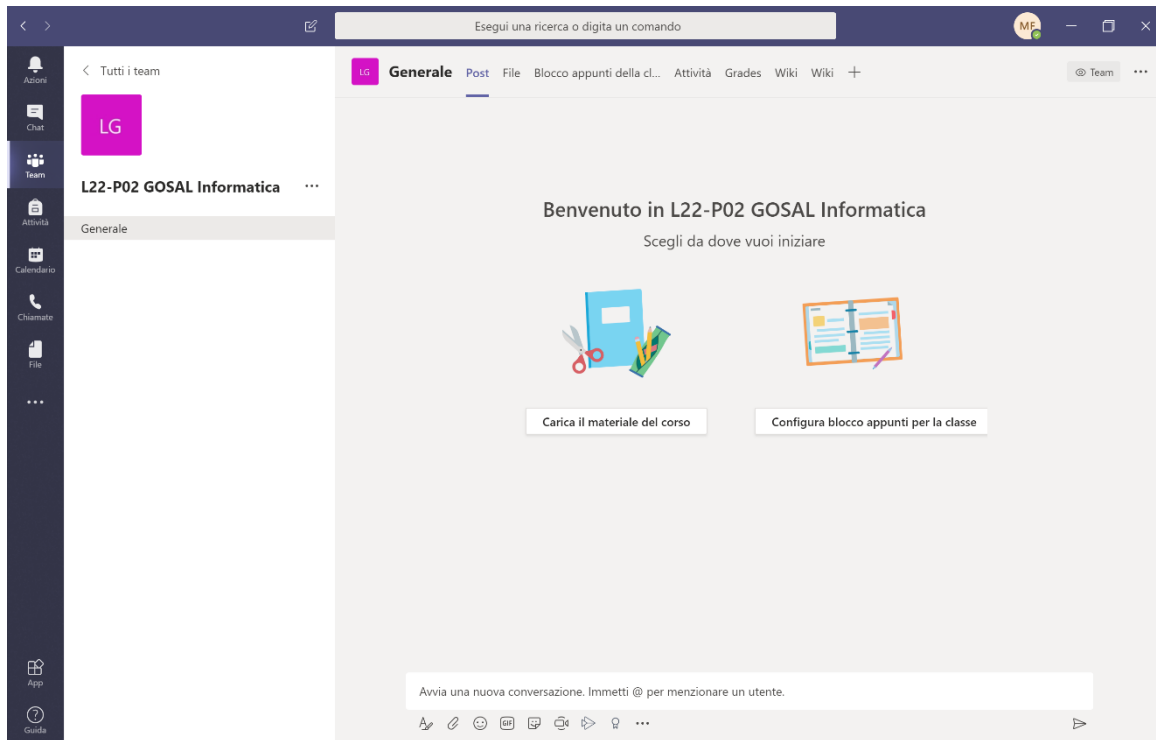 Esegui una ricerca o digita un comando
MF
Azioni
Chat
Team
Attività
Calendario
Chiamate
File
App
Guida
Tutti i team
LG
L22-P02 GOSAL Informatica
Generale
LG
Generale Post File Blocco appunti della cl... Attività Grades Wiki Wiki
Team
Benvenuto in L22-P02 GOSAL Informatica
Scegli da dove vuoi iniziare
Carica il materiale del corso
Configura blocco appunti per la classe
Avvia una nuova conversazione. Immetti @ per menzionare un utente.
GIF